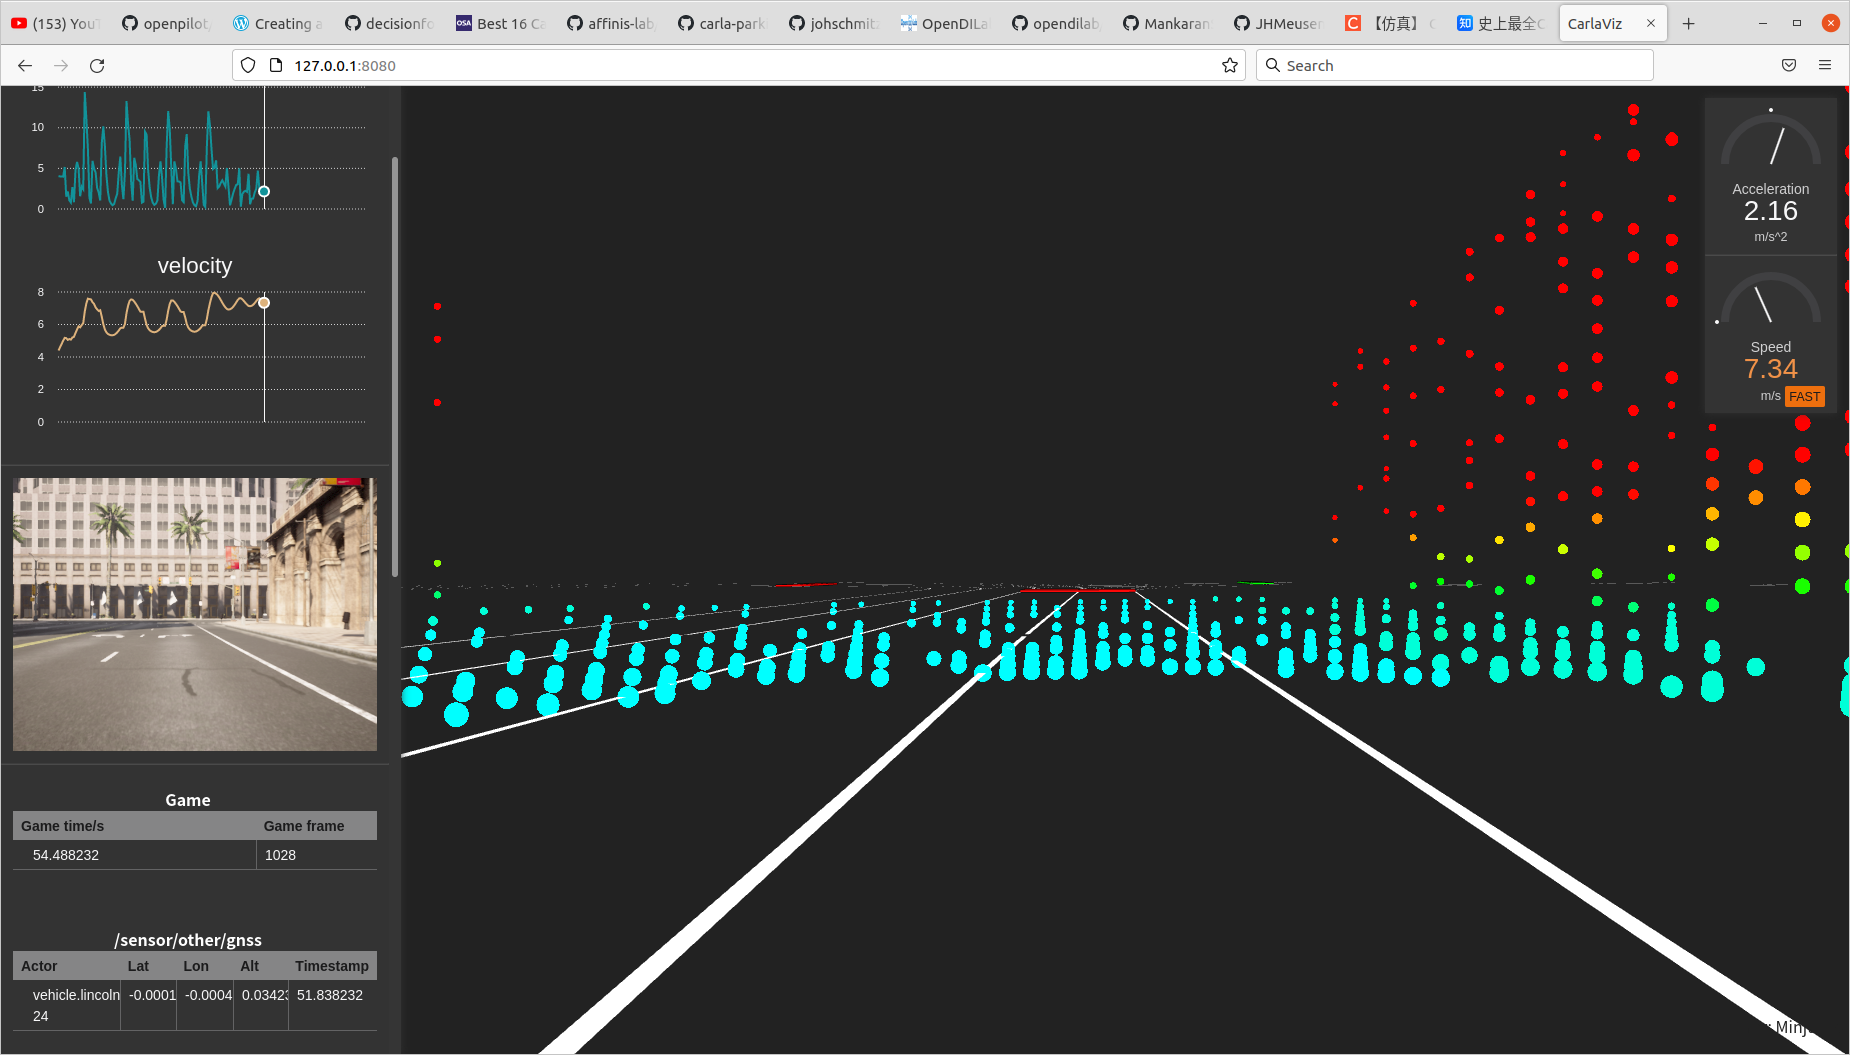 (153) YouT
openpilot
Creating a
decisionfo
Best 16 Ca
affinis-lab
carla-park
johschmitz
OpenDILa
opendilab
Mankaran
JHMeuser
【仿真】C
史上最全C
CarlaViz
127.0.0.1:8080
Search
15
10
5
0
velocity
8
6
4
2
0
Acceleration
2.16
m/s^2
Speed
7.34
m/s FAST
Game
Game time/s Game frame
54.488232 1028
/sensor/other/gnss
Actor Lat Lon Alt Timestamp
vehicle.lincoln -0.0001 -0.0004 0.03423 51.838232
24
: Minj